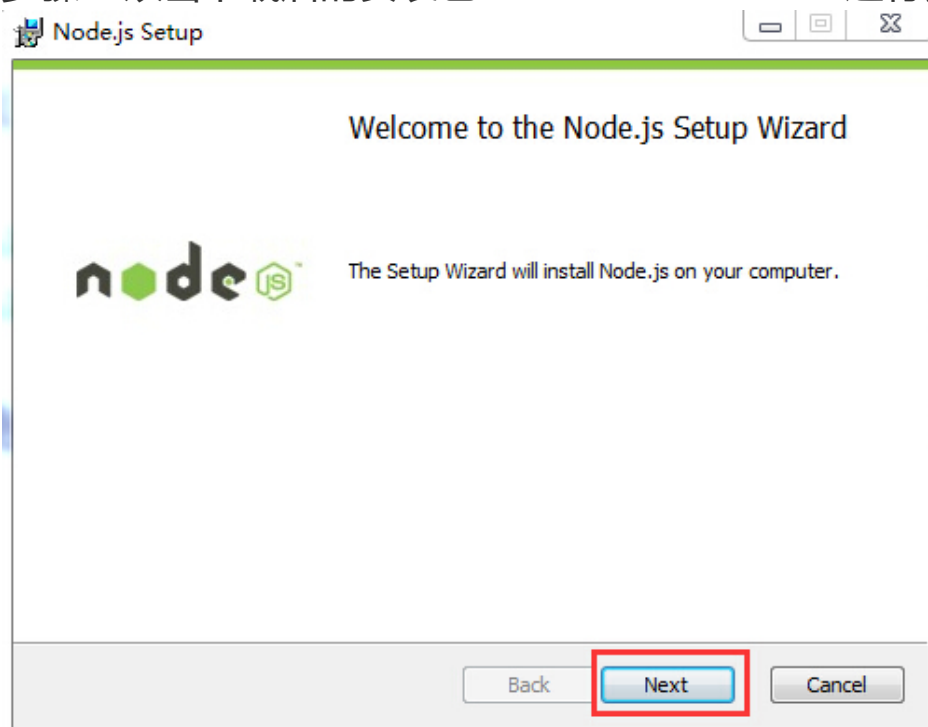 Node.js Setup
Welcome to the Node.js Setup Wizard
node JS
The Setup Wizard will install Node.js on your computer.
Back
Next
Cancel